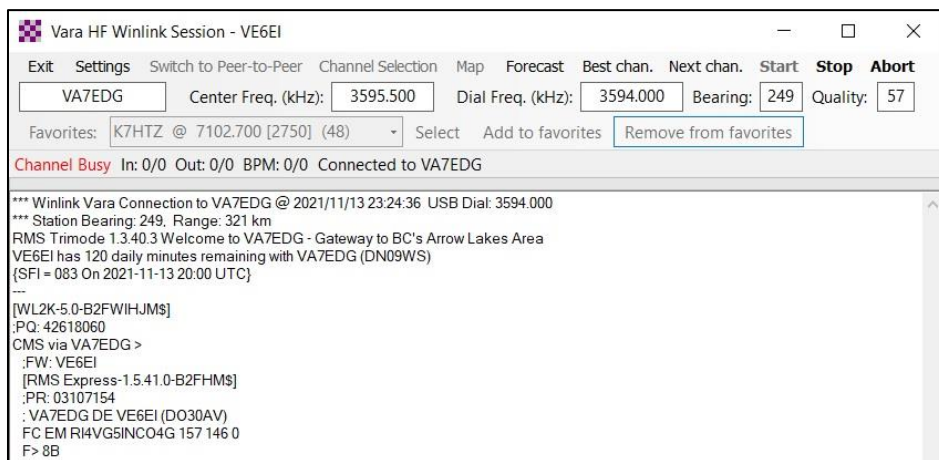 Vara HF Winlink Session - VE6EI
Exit Settings Switch to Peer-to-Peer Channel Selection Map Forecast Best chan. Next chan. Start Stop Abort
VA7EDG Center Freq. (kHz): 3595.500 Dial Freq. (kHz): 3594.000 Bearing: 249 Quality: 57
Favorites: K7HTZ @ 7102.700 [2750] (48) Select Add to favorites Remove from favorites
Channel Busy In: 0/0 Out: 0/0 BPM: 0/0 Connected to VA7EDG
*** Winlink Vara Connection to VA7EDG @ 2021/11/13 23:24:36 USB Dial: 3594.000
*** Station Bearing: 249, Range: 321 km
RMS Trimode 1.3.40.3 Welcome to VA7EDG - Gateway to BC's Arrow Lakes Area
VE6EI has 120 daily minutes remaining with VA7EDG (DN09WS)
{SFI = 083 On 2021-11-13 20:00 UTC}
---
[WL2K-5.0-B2FWIHJM$]
;PQ: 42618060
CMS via VA7EDG >
;FW: VE6EI
[RMS Express-1.5.41.0-B2FHM$]
;PR: 03107154
; VA7EDG DE VE6EI (DO30AV)
FC EM RI4VG5INCO4G 157 146 0
F> 8B